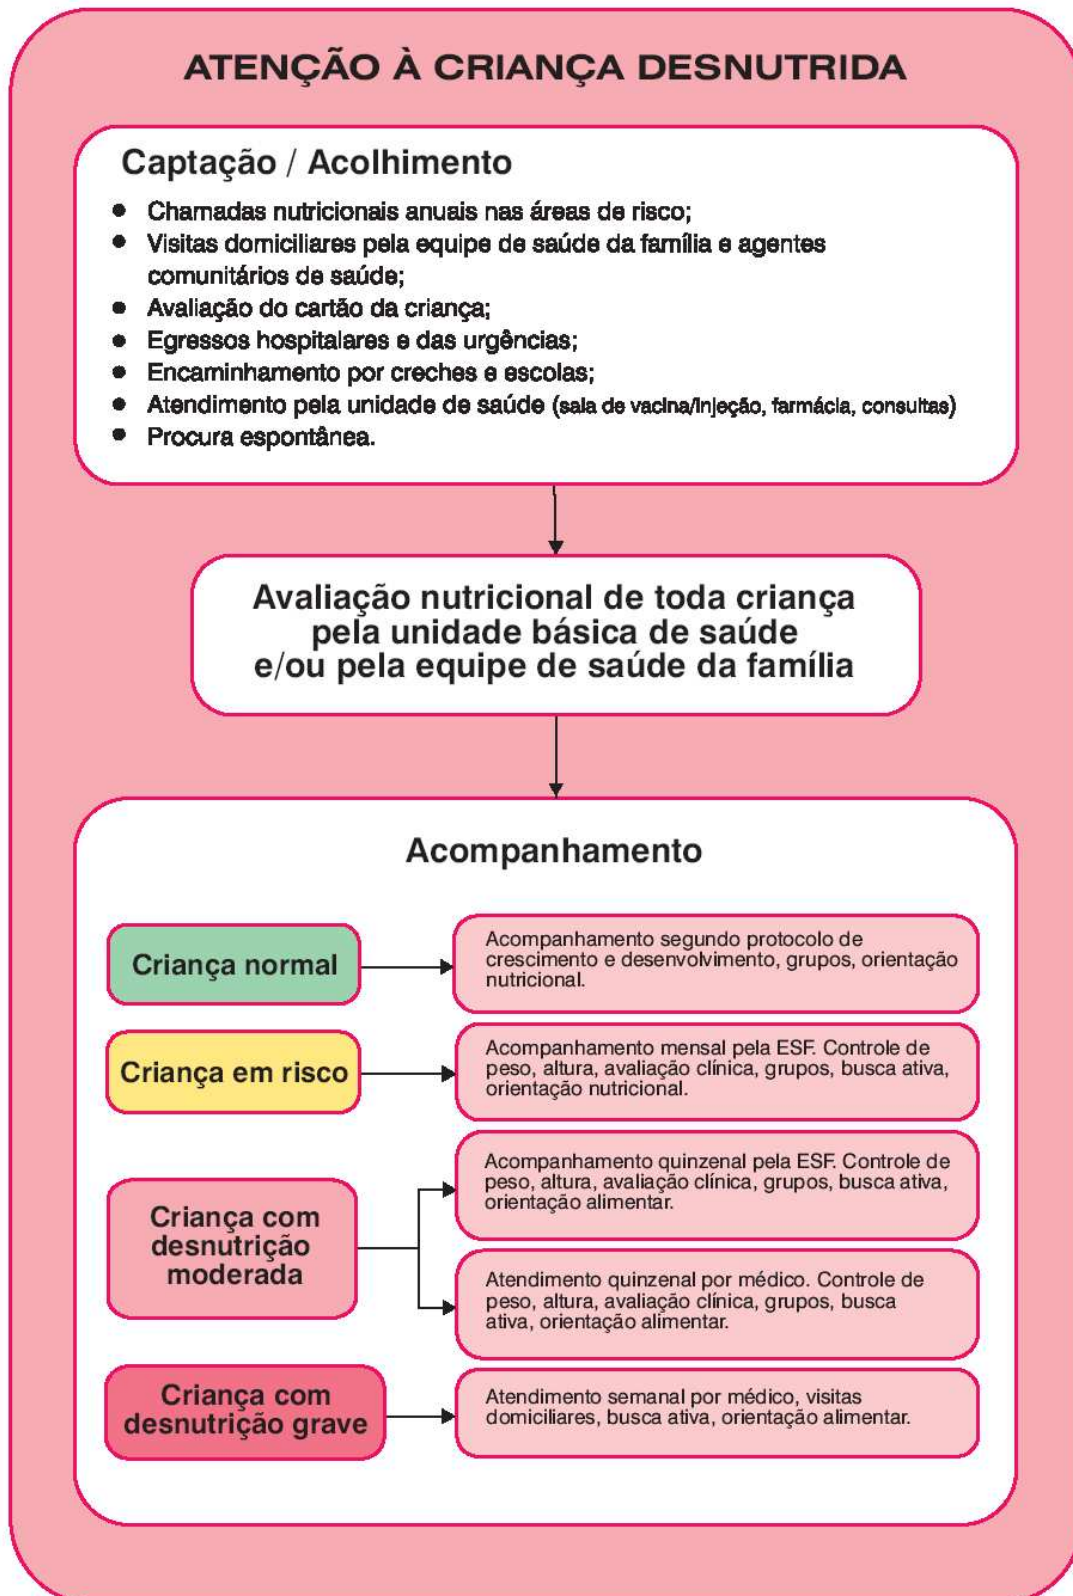 ATENÇÃO À CRIANÇA DESNUTRIDA
Captação / Acolhimento
● Chamadas nutricionais anuais nas áreas de risco;
● Visitas domiciliares pela equipe de saúde da família e agentes
comunitários de saúde;
● Avaliação do cartão da criança;
● Egressos hospitalares e das urgências;
● Encaminhamento por creches e escolas;
● Atendimento pela unidade de saúde (sala de vacina/injeção, farmácia, consultas)
● Procura espontânea.
Avaliação nutricional de toda criança
pela unidade básica de saúde
e/ou pela equipe de saúde da família
Acompanhamento
Criança normal
Acompanhamento segundo protocolo de
crescimento e desenvolvimento, grupos, orientação
nutricional.
Criança em risco
Acompanhamento mensal pela ESF. Controle de
peso, altura, avaliação clínica, grupos, busca ativa,
orientação nutricional.
Criança com
desnutrição
moderada
Acompanhamento quinzenal pela ESF. Controle de
peso, altura, avaliação clínica, grupos, busca ativa,
orientação alimentar.
Atendimento quinzenal por médico. Controle de
peso, altura, avaliação clínica, grupos, busca
ativa, orientação alimentar.
Criança com
desnutrição grave
Atendimento semanal por médico, visitas
domiciliares, busca ativa, orientação alimentar.